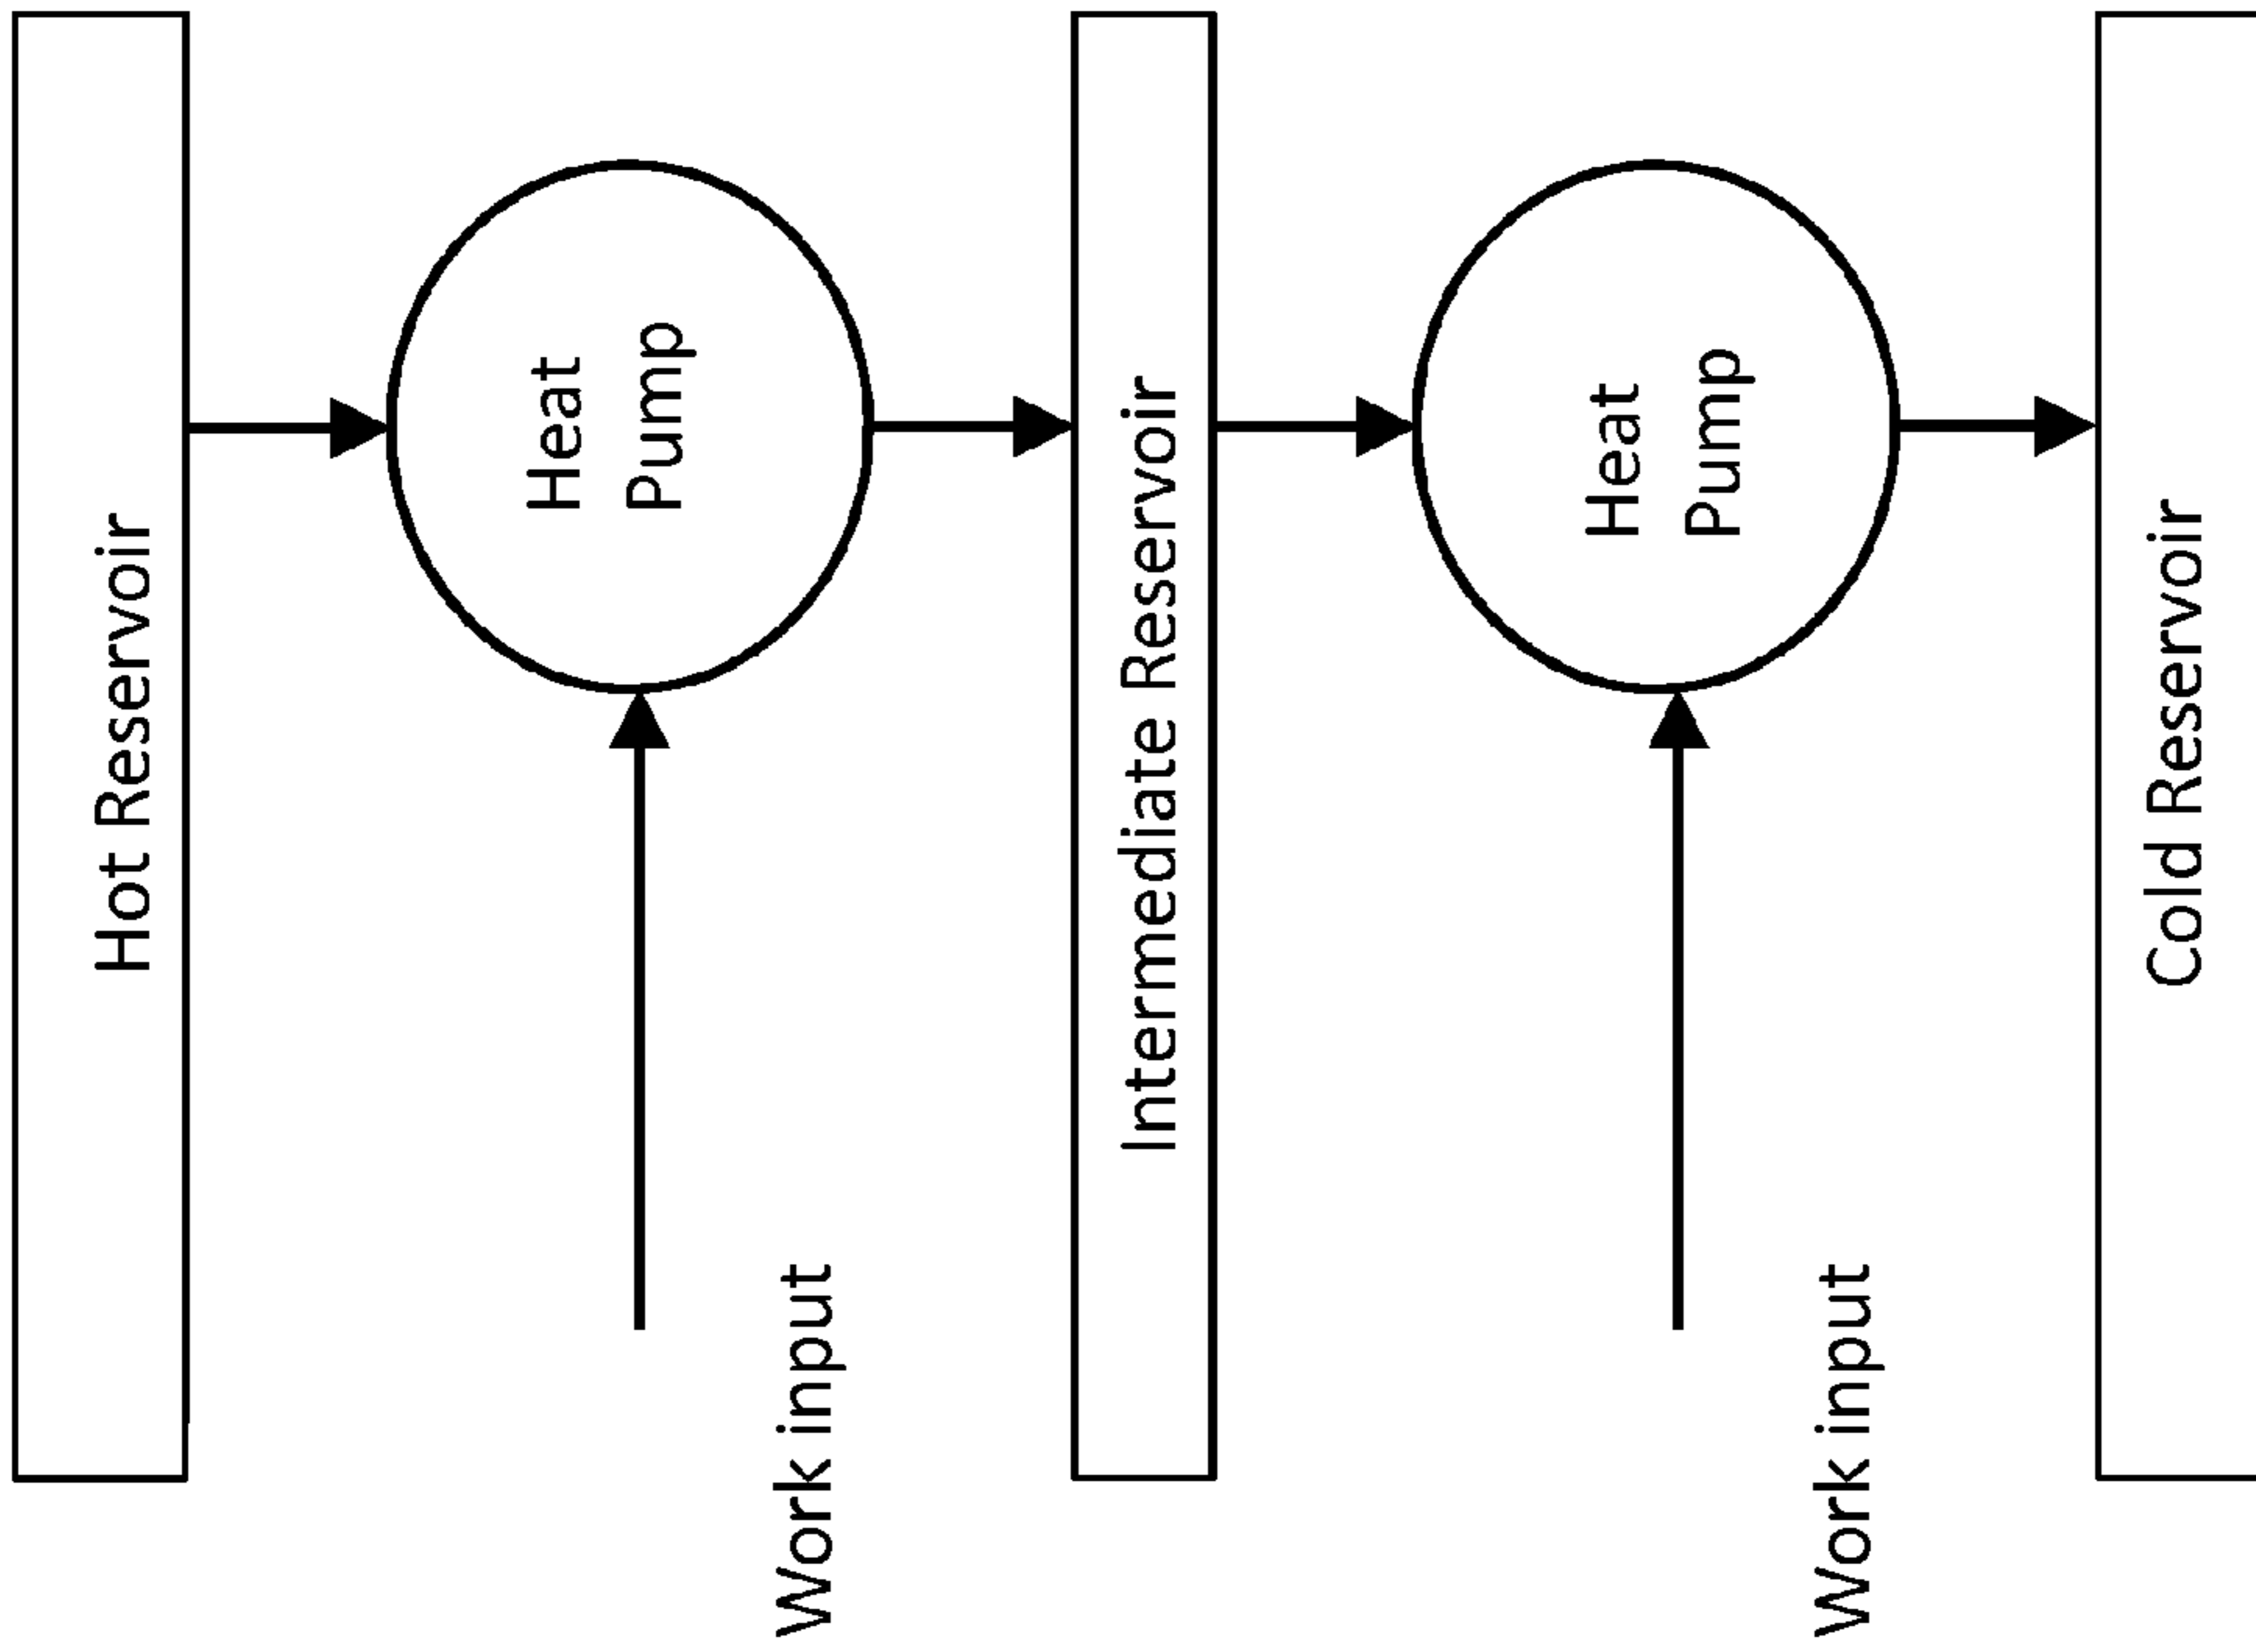 Hot Reservoir
Heat
Pump
Work input
Intermediate Reservoir
Heat
Pump
Work input
Cold Reservoir